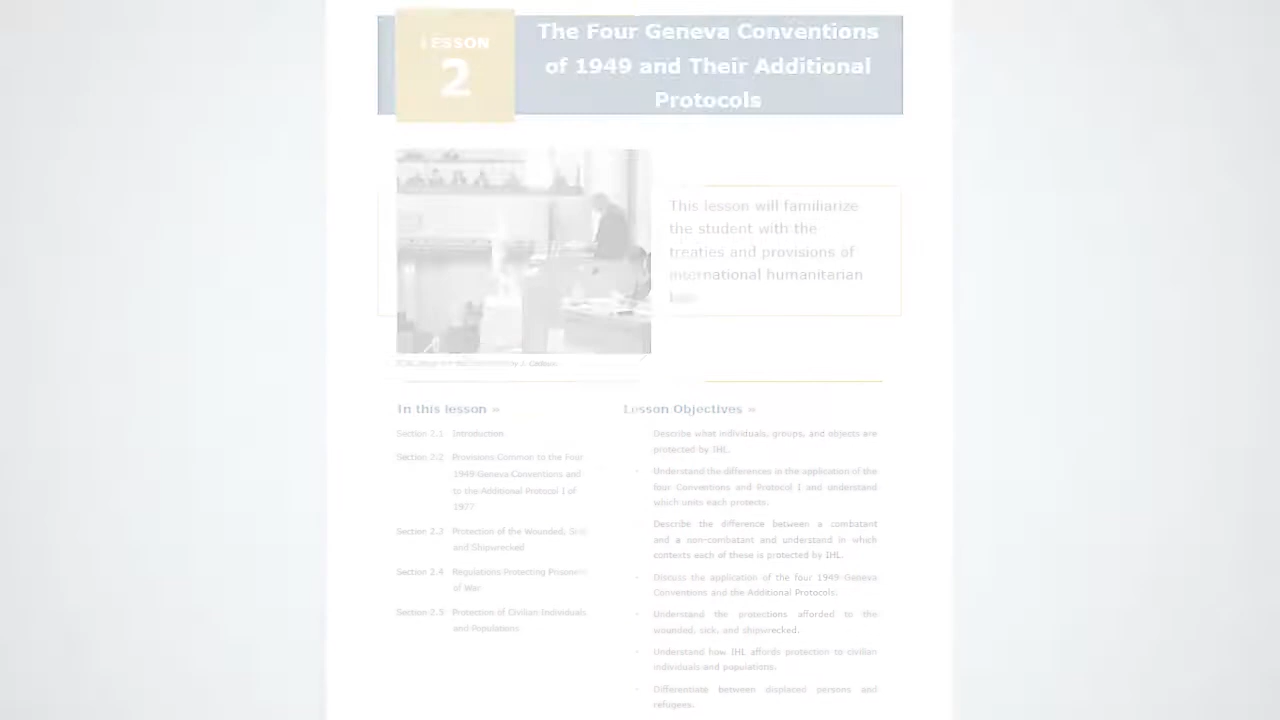 LESSON
2
The Four Geneva Conventions
of 1949 and Their Additional
Protocols
This lesson will familiarize
the student with the
treaties and provisions of
international humanitarian
In this lesson »
Section 2.1 Introduction
Section 2.2 Provisions Common to the Four
1949 Geneva Conventions and
to the Additional Protocol I of
1977
Section 2.3 Protection of the Wounded, Sick
and Shipwrecked
Section 2.4 Regulations Protecting Prisoners
of War
Section 2.5 Protection of Civilian Individuals
and Populations
Lesson Objectives »
Describe what individuals, groups, and objects are
protected by IHL.
Understand the differences in the application of the
four Conventions and Protocol I and understand
which units each protects.
Describe the difference between a combatant
and a non-combatant and understand in which
contexts each of these is protected by IHL.
Discuss the application of the four 1949 Geneva
Conventions and the Additional Protocols.
Understand the protections afforded to the
wounded, sick, and shipwrecked.
Understand how IHL affords protection to civilian
individuals and populations.
Differentiate between displaced persons and
refugees.